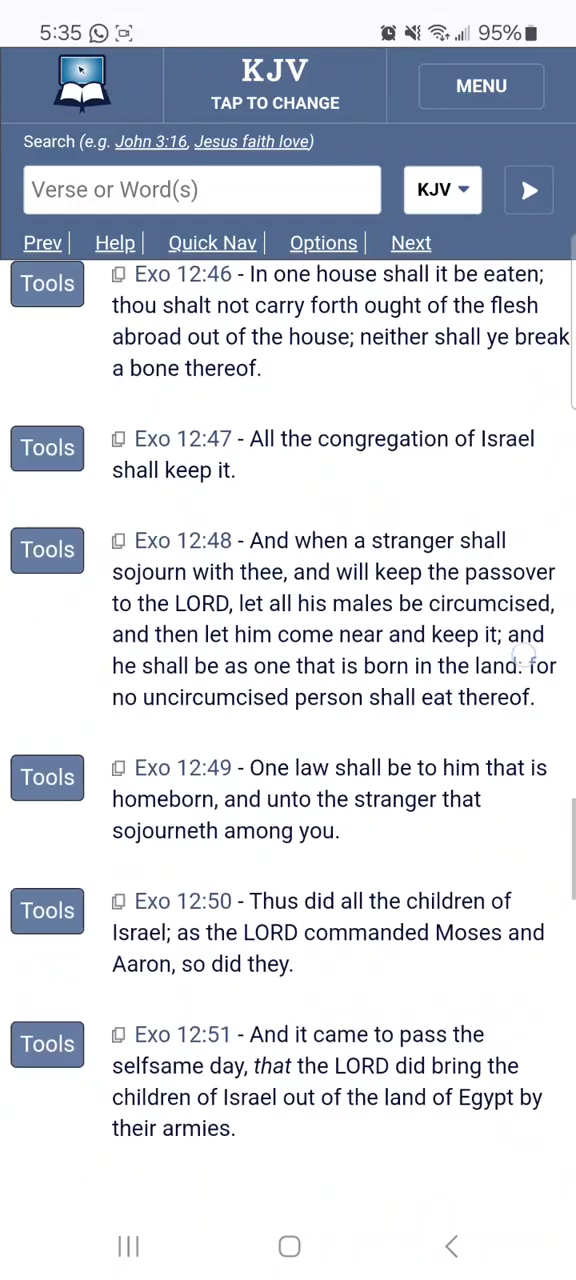 5:35
95%
KJV
TAP TO CHANGE
MENU
Search (e.g. John 3:16, Jesus faith love)
Verse or Word(s)
KJV
Prev | Help | Quick Nav | Options | Next
Tools
Exo 12:46 - In one house shall it be eaten;
thou shalt not carry forth ought of the flesh
abroad out of the house; neither shall ye break
a bone thereof.
Tools
Exo 12:47 - All the congregation of Israel
shall keep it.
Tools
Exo 12:48 - And when a stranger shall
sojourn with thee, and will keep the passover
to the LORD, let all his males be circumcised,
and then let him come near and keep it; and
he shall be as one that is born in the land: for
no uncircumcised person shall eat thereof.
Tools
Exo 12:49 - One law shall be to him that is
homeborn, and unto the stranger that
sojourneth among you.
Tools
Exo 12:50 - Thus did all the children of
Israel; as the LORD commanded Moses and
Aaron, so did they.
Tools
Exo 12:51 - And it came to pass the
selfsame day, that the LORD did bring the
children of Israel out of the land of Egypt by
their armies.